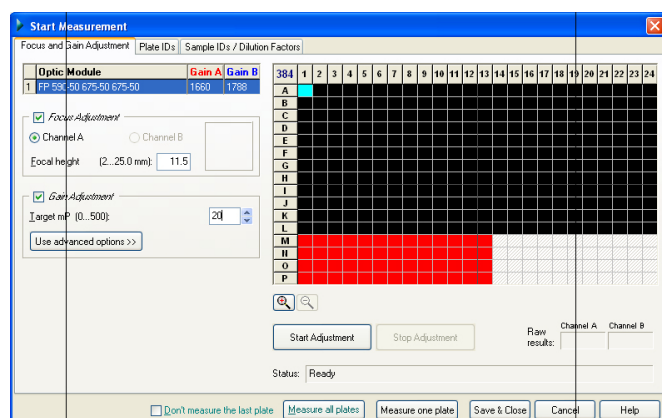 Start Measurement
Focus and Gain Adjustment Plate IDs Sample IDs / Dilution Factors
Optic Module Gain A Gain B
1 FP 590-50 675-50 675-50 1660 1788
Focus Adjustment
Channel A Channel B
Focal height (2...25.0 mm): 11.5
Gain Adjustment
Target mP (0...500): 20
Use advanced options >>
384 1 2 3 4 5 6 7 8 9 10 11 12 13 14 15 16 17 18 19 20 21 22 23 24
A
B
C
D
E
F
G
H
I
J
K
L
M
N
O
P
Start Adjustment Stop Adjustment Raw results: Channel A Channel B
Status: Ready
Don't measure the last plate Measure all plates Measure one plate Save & Close Cancel Help